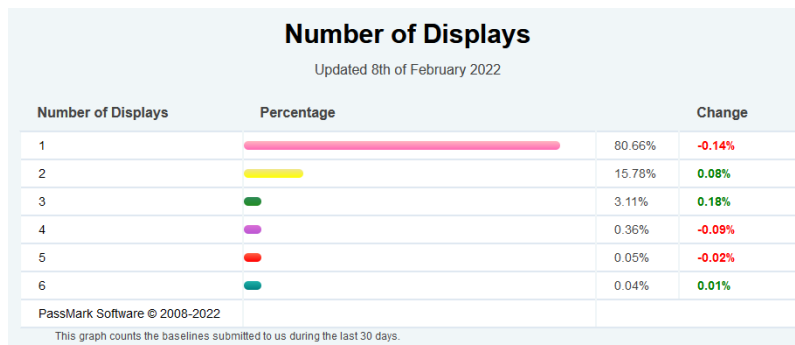 Number of Displays
Updated 8th of February 2022
Number of Displays Percentage Change
1 80.66% -0.14%
2 15.78% 0.08%
3 3.11% 0.18%
4 0.36% -0.09%
5 0.05% -0.02%
6 0.04% 0.01%
PassMark Software © 2008-2022
This graph counts the baselines submitted to us during the last 30 days.